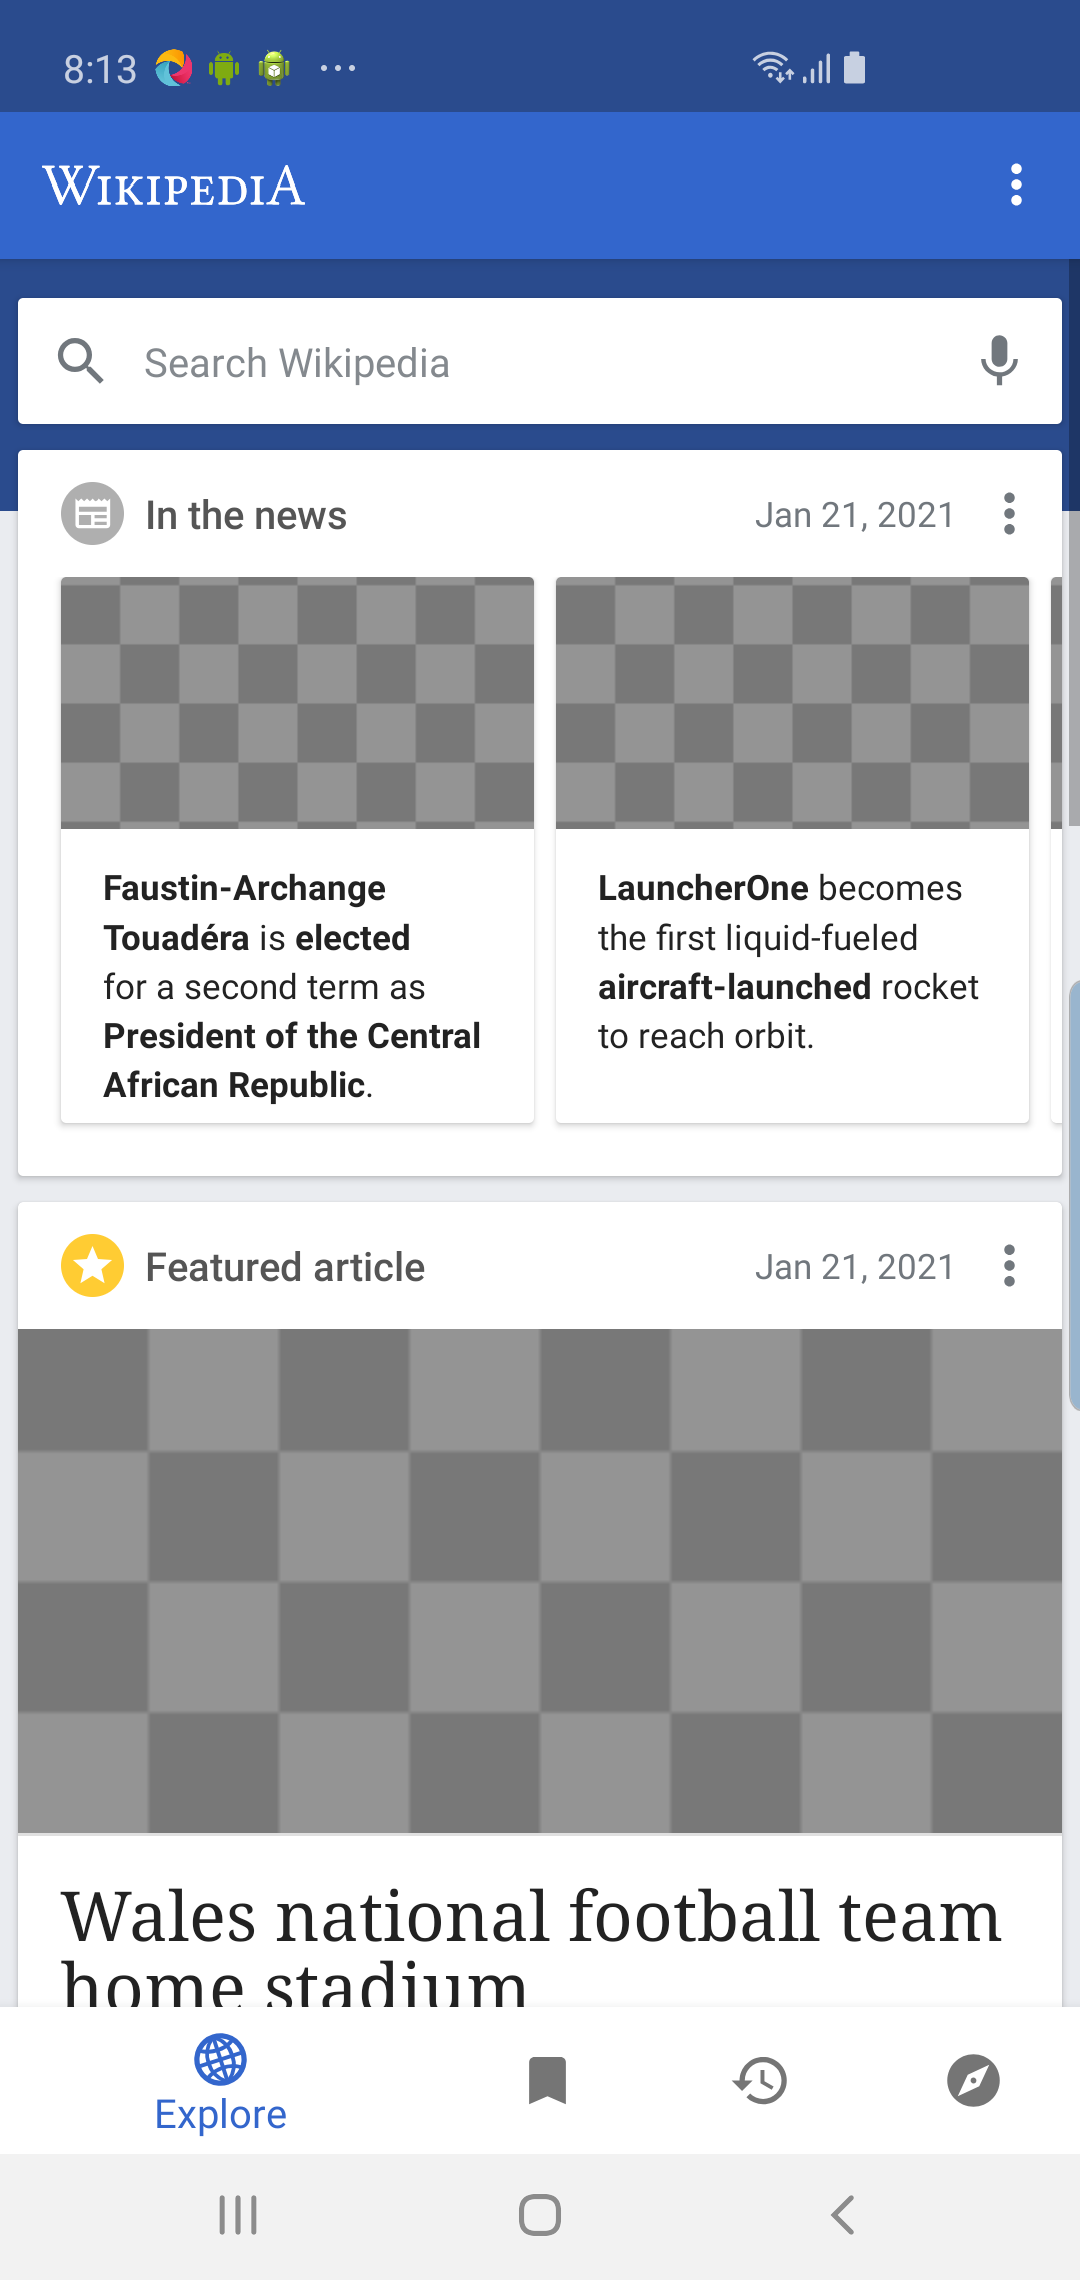 8:13
WIKIPEDIA
Search Wikipedia
In the news
Jan 21, 2021
Faustin-Archange
Touadéra is elected
for a second term as
President of the Central
African Republic.
LauncherOne becomes
the first liquid-fueled
aircraft-launched rocket
to reach orbit.
Featured article
Jan 21, 2021
Wales national football team
home stadium
Explore